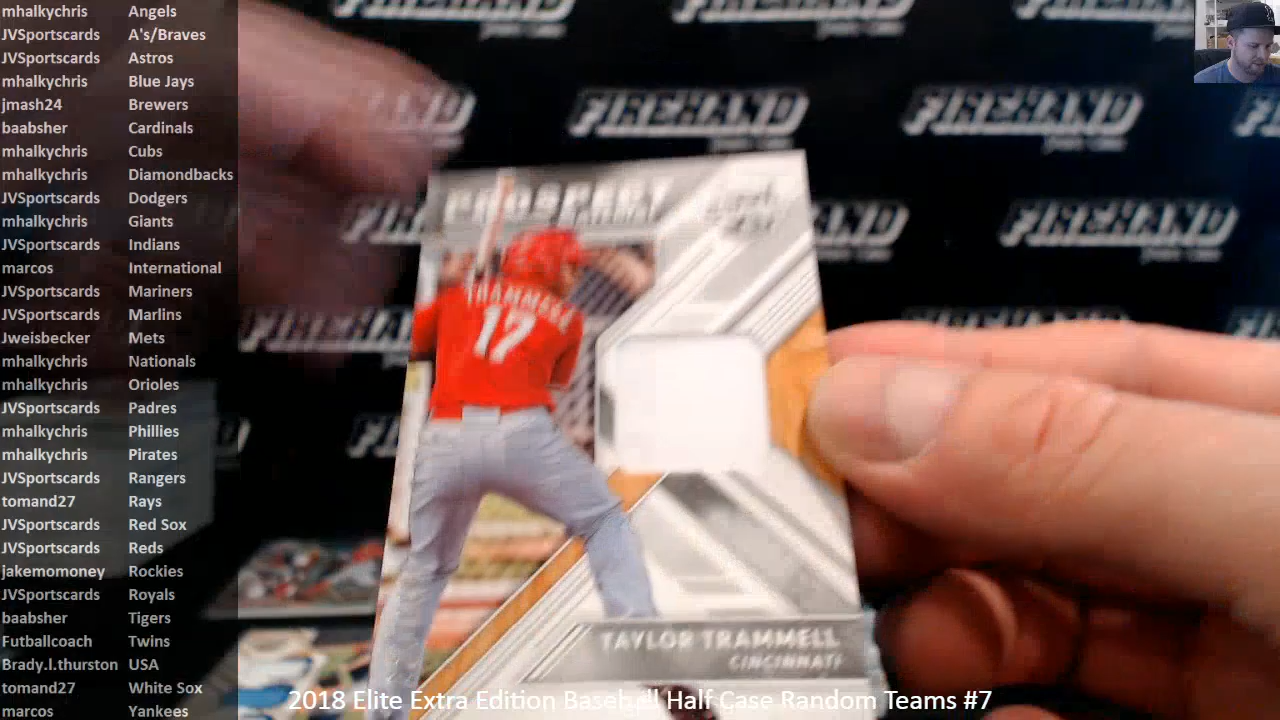 mhalkychris Angels
JVSportscards A's/Braves
JVSportscards Astros
mhalkychris Blue Jays
jmash24 Brewers
baabsher Cardinals
mhalkychris Cubs
mhalkychris Diamondbacks
JVSportscards Dodgers
mhalkychris Giants
JVSportscards Indians
marcos International
JVSportscards Mariners
JVSportscards Marlins
Jweisbecker Mets
mhalkychris Nationals
mhalkychris Orioles
JVSportscards Padres
mhalkychris Phillies
mhalkychris Pirates
JVSportscards Rangers
tomand27 Rays
JVSportscards Red Sox
JVSportscards Reds
jakemomoney Rockies
JVSportscards Royals
baabsher Tigers
Futballcoach Twins
Brady.l.thurston USA
tomand27 White Sox
marcos Yankees
FIREHAND
FIREHAND
FIREHAND
PROSPECT
TRAMMELL
17
TAYLOR TRAMMELL
CINCINNATI
2018 Elite Extra Edition Baseball Half Case Random Teams #7